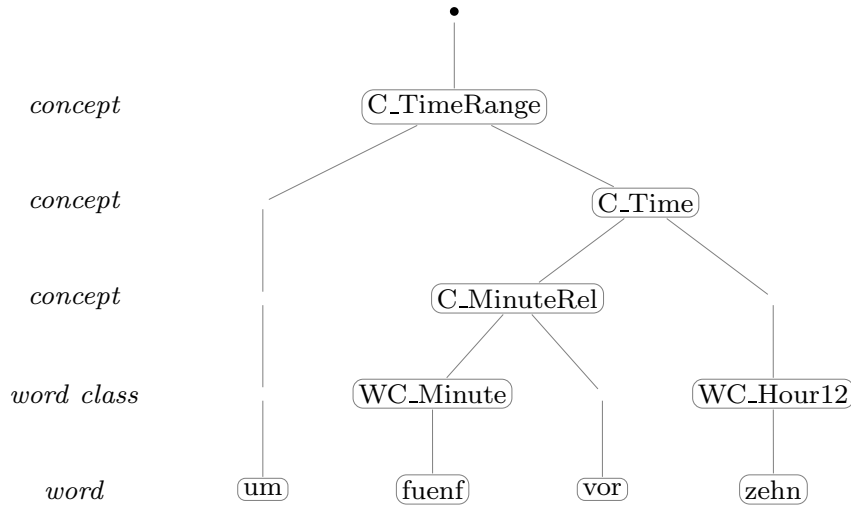 concept C_TimeRange
concept C_Time
concept C_MinuteRel
word class WC_Minute WC_Hour12
word um fuenf vor zehn